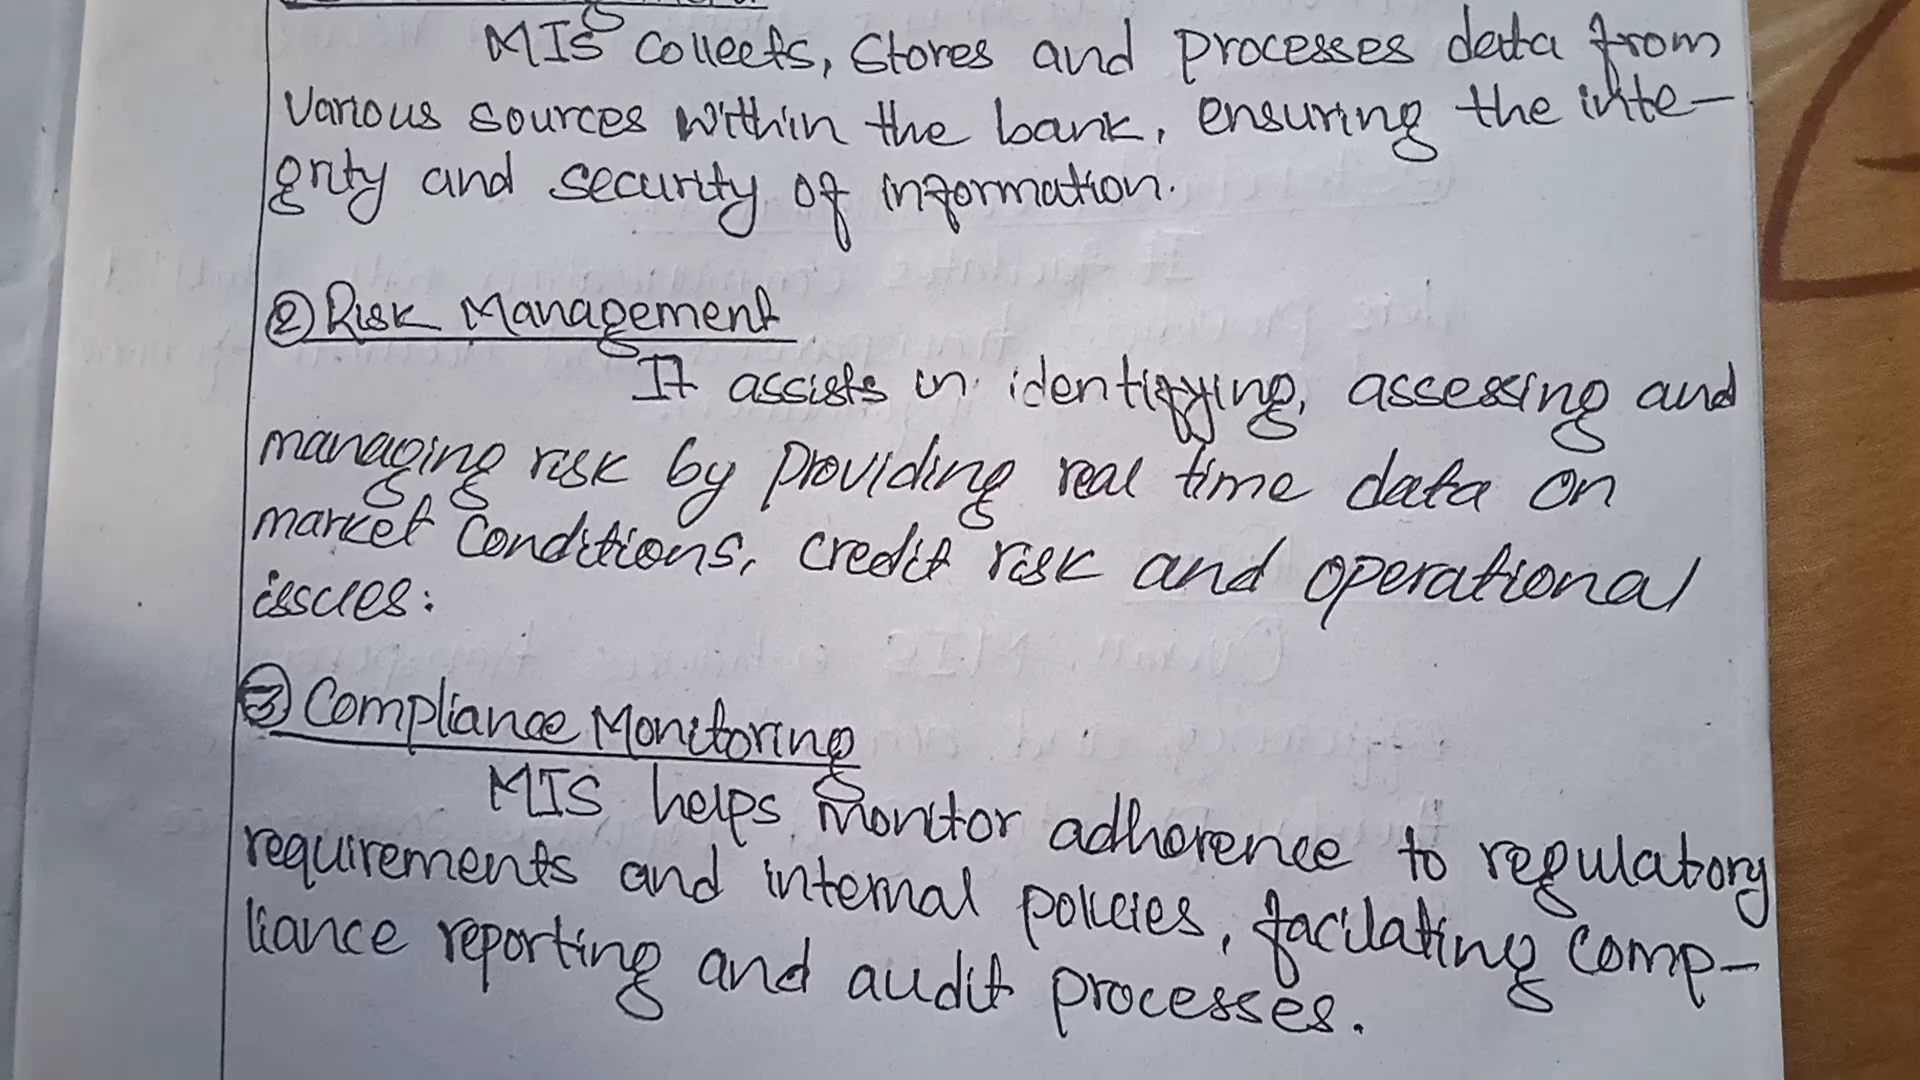 MIS collects, stores and processes data from
various sources within the bank, ensuring the inte-
grity and security of information.
② Risk Management
It assists in identifying, assessing and
managing risk by providing real time data on
market conditions, credit risk and operational
issues:
③ Compliance Monitoring
MIS helps monitor adherence to regulatory
requirements and internal policies, facilating comp-
liance reporting and audit processes.